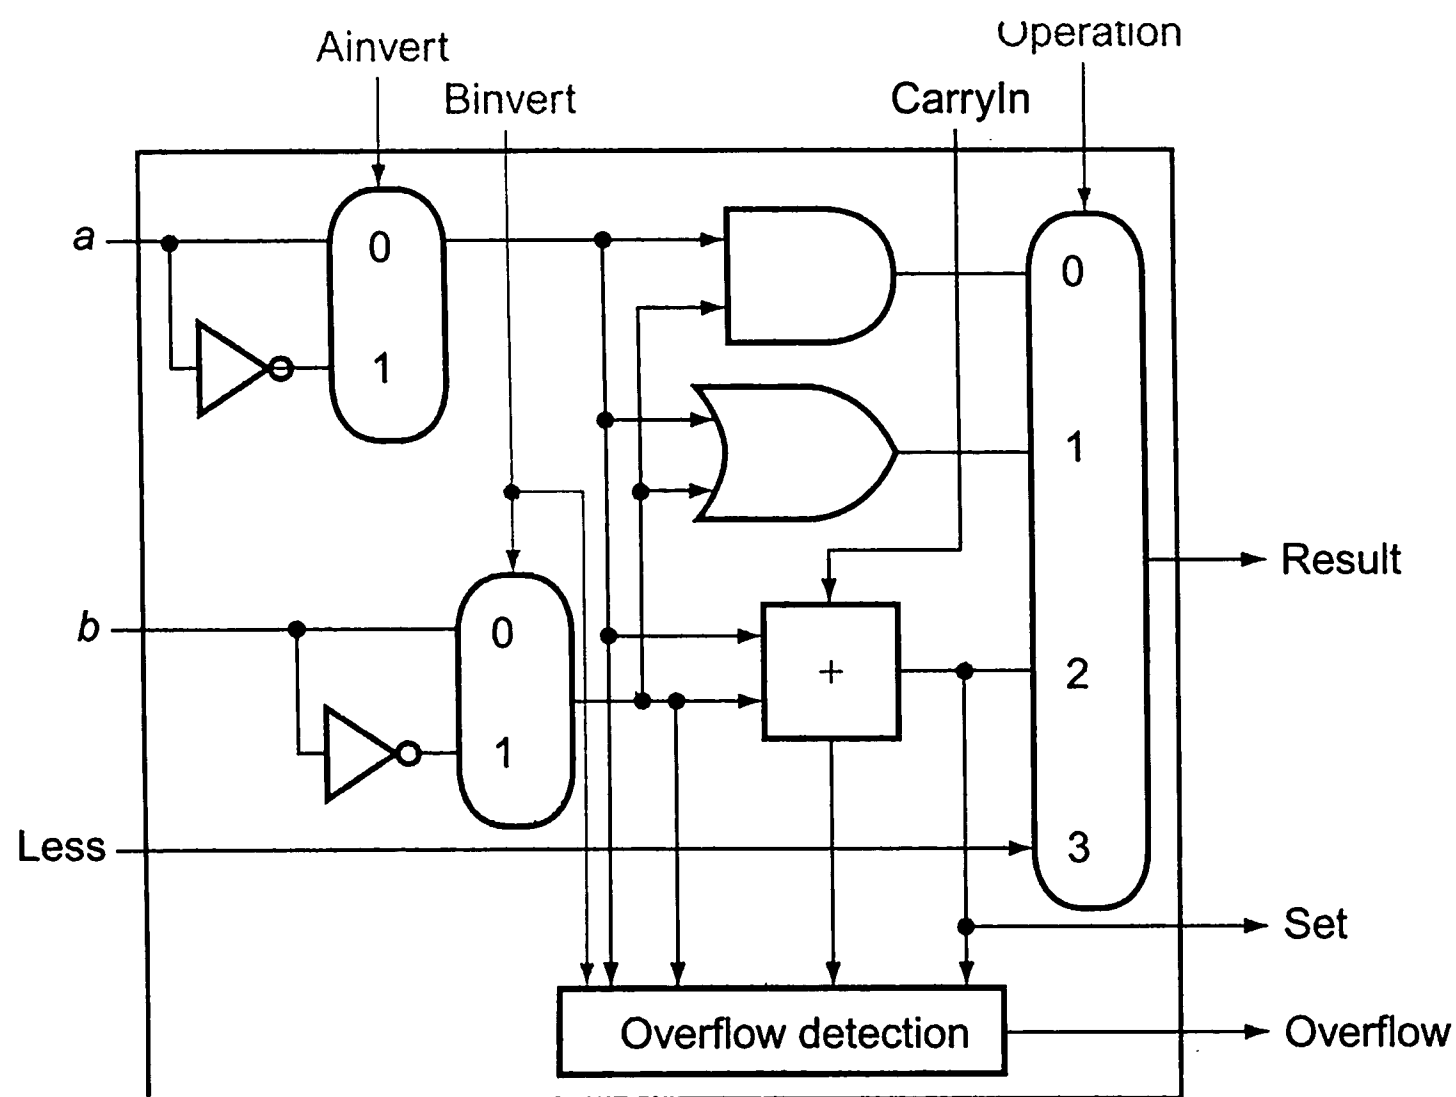 Ainvert
Operation
Binvert
CarryIn
a
0
1
0
1
b
0
1
+
2
Result
Less
3
Set
Overflow detection
Overflow